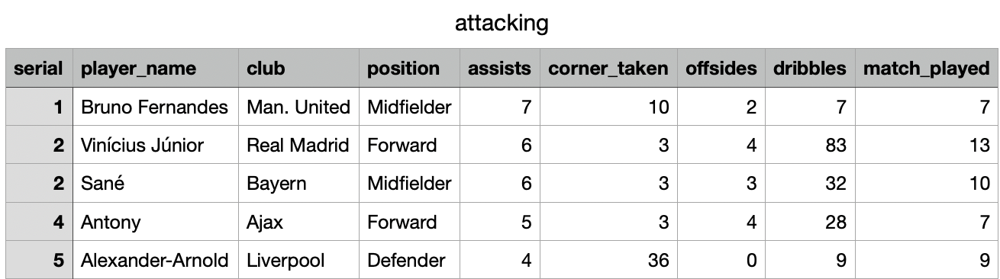 attacking
serial player_name club position assists corner_taken offsides dribbles match_played
1 Bruno Fernandes Man. United Midfielder 7 10 2 7 7
2 Vinícius Júnior Real Madrid Forward 6 3 4 83 13
2 Sané Bayern Midfielder 6 3 3 32 10
4 Antony Ajax Forward 5 3 4 28 7
5 Alexander-Arnold Liverpool Defender 4 36 0 9 9